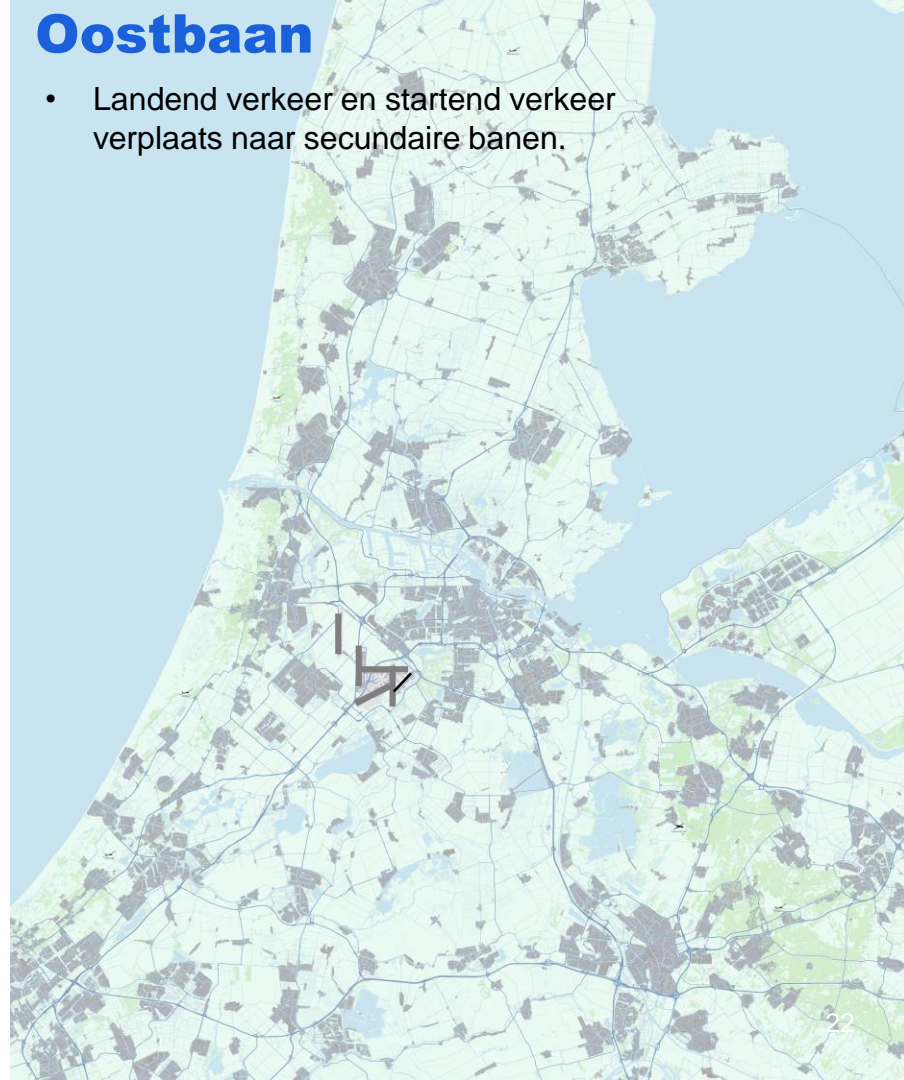 Oostbaan
• Landend verkeer en startend verkeer
verplaats naar secundaire banen.
22